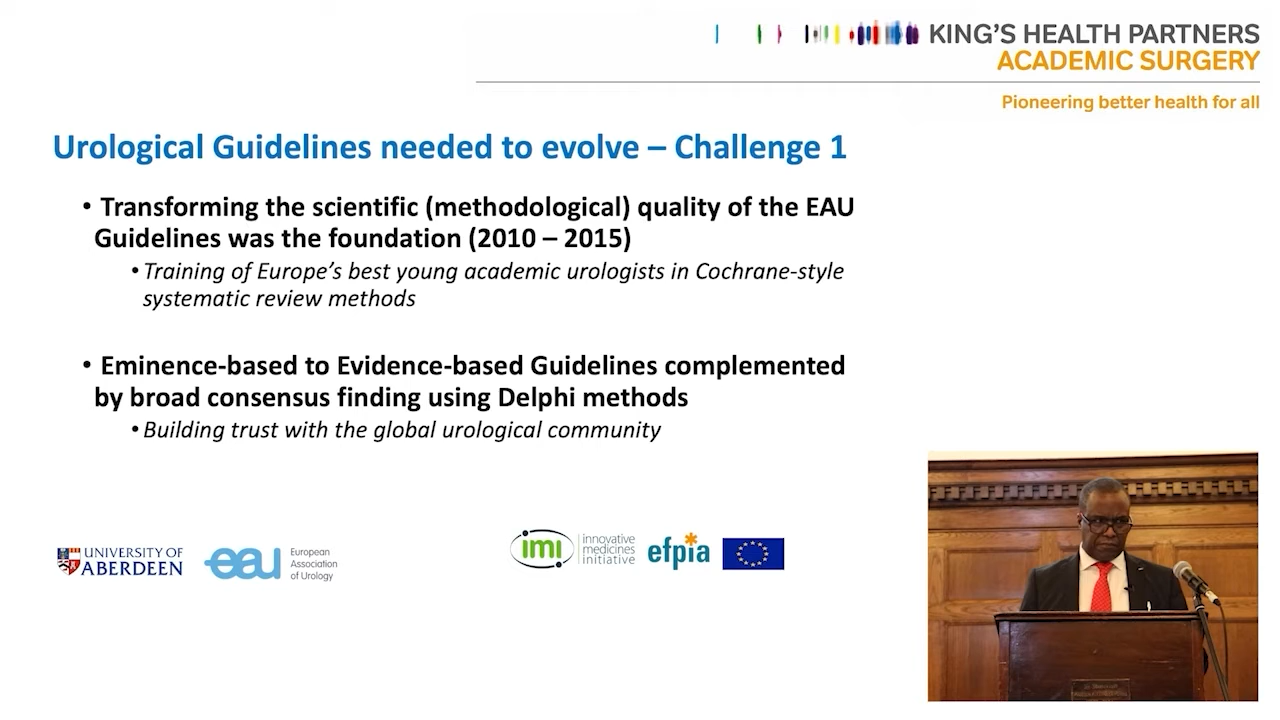 KING'S HEALTH PARTNERS
ACADEMIC SURGERY
Pioneering better health for all
Urological Guidelines needed to evolve – Challenge 1
• Transforming the scientific (methodological) quality of the EAU
Guidelines was the foundation (2010 – 2015)
• Training of Europe's best young academic urologists in Cochrane-style
systematic review methods
• Eminence-based to Evidence-based Guidelines complemented
by broad consensus finding using Delphi methods
• Building trust with the global urological community
UNIVERSITY OF
ABERDEEN
eau
European
Association
of Urology
imi
innovative
medicines
initiative
efpia